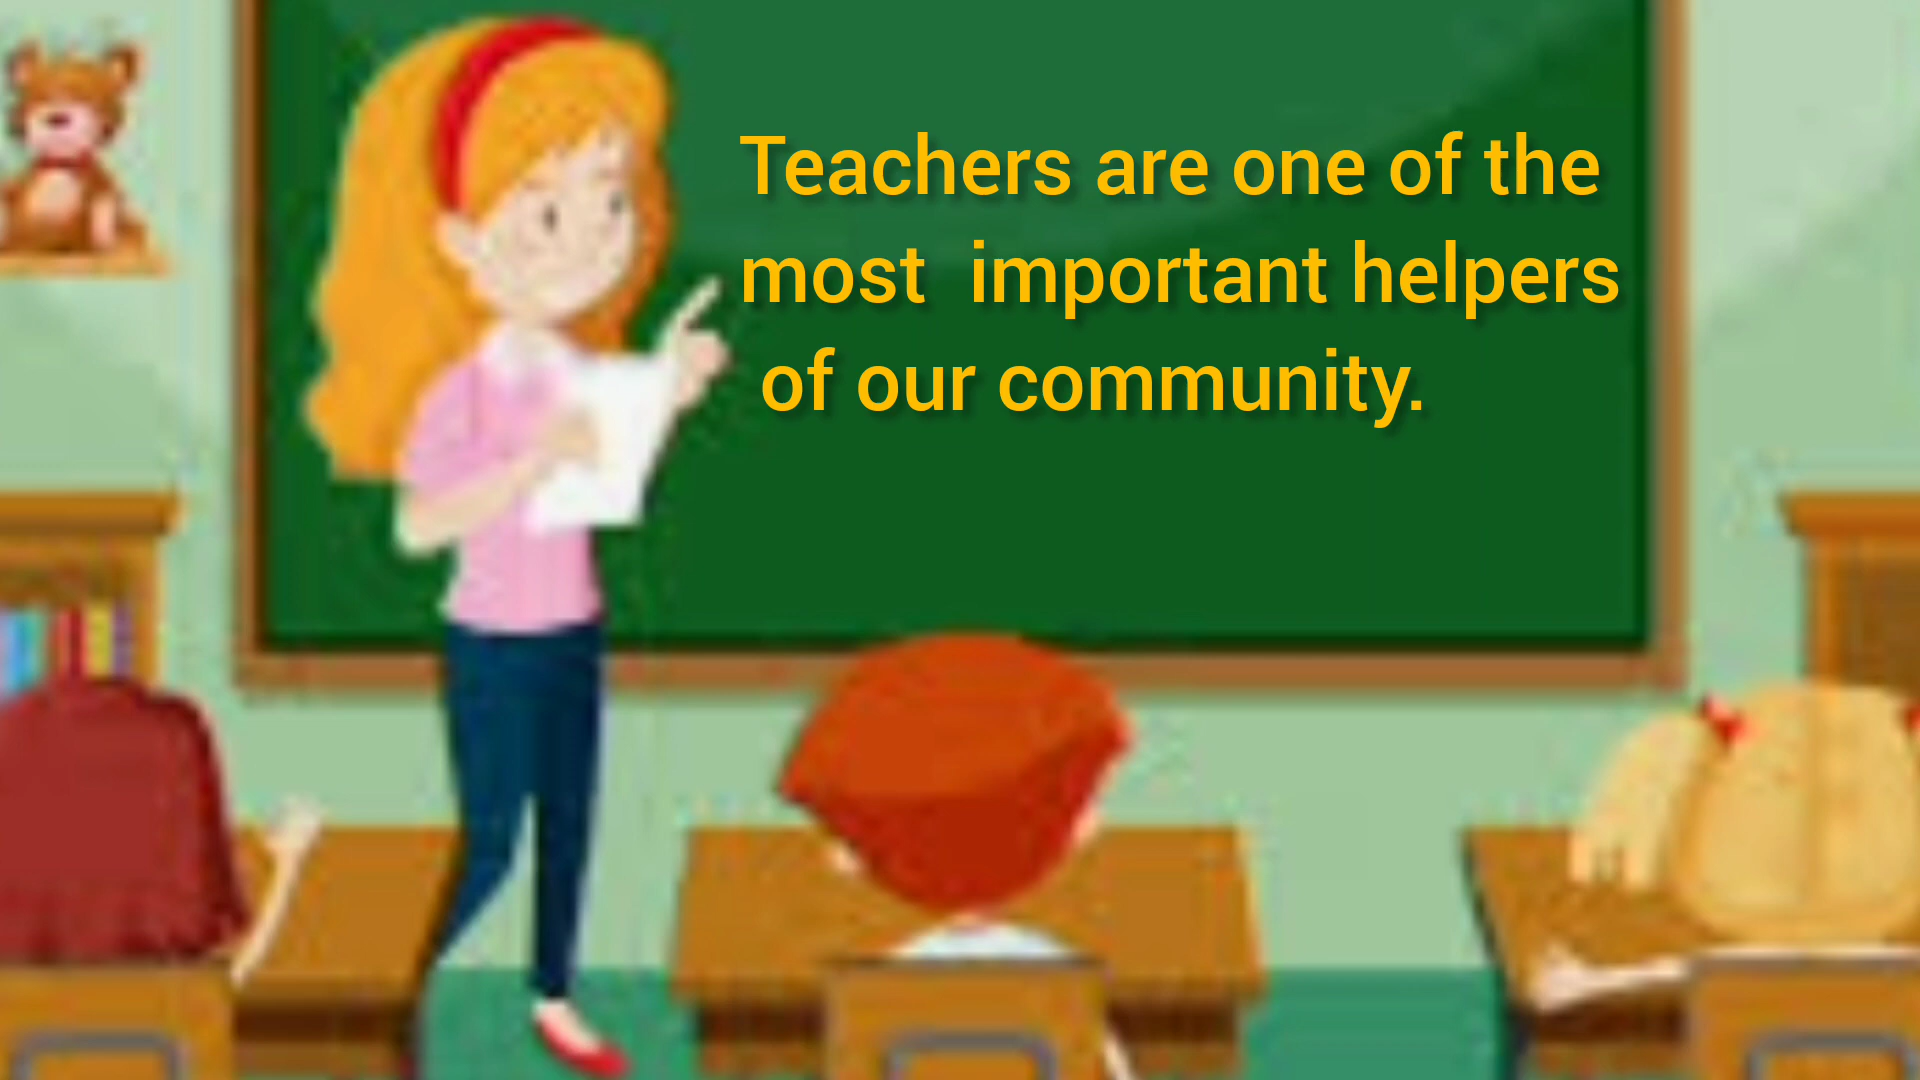 Teachers are one of the
most  important helpers
of our community.